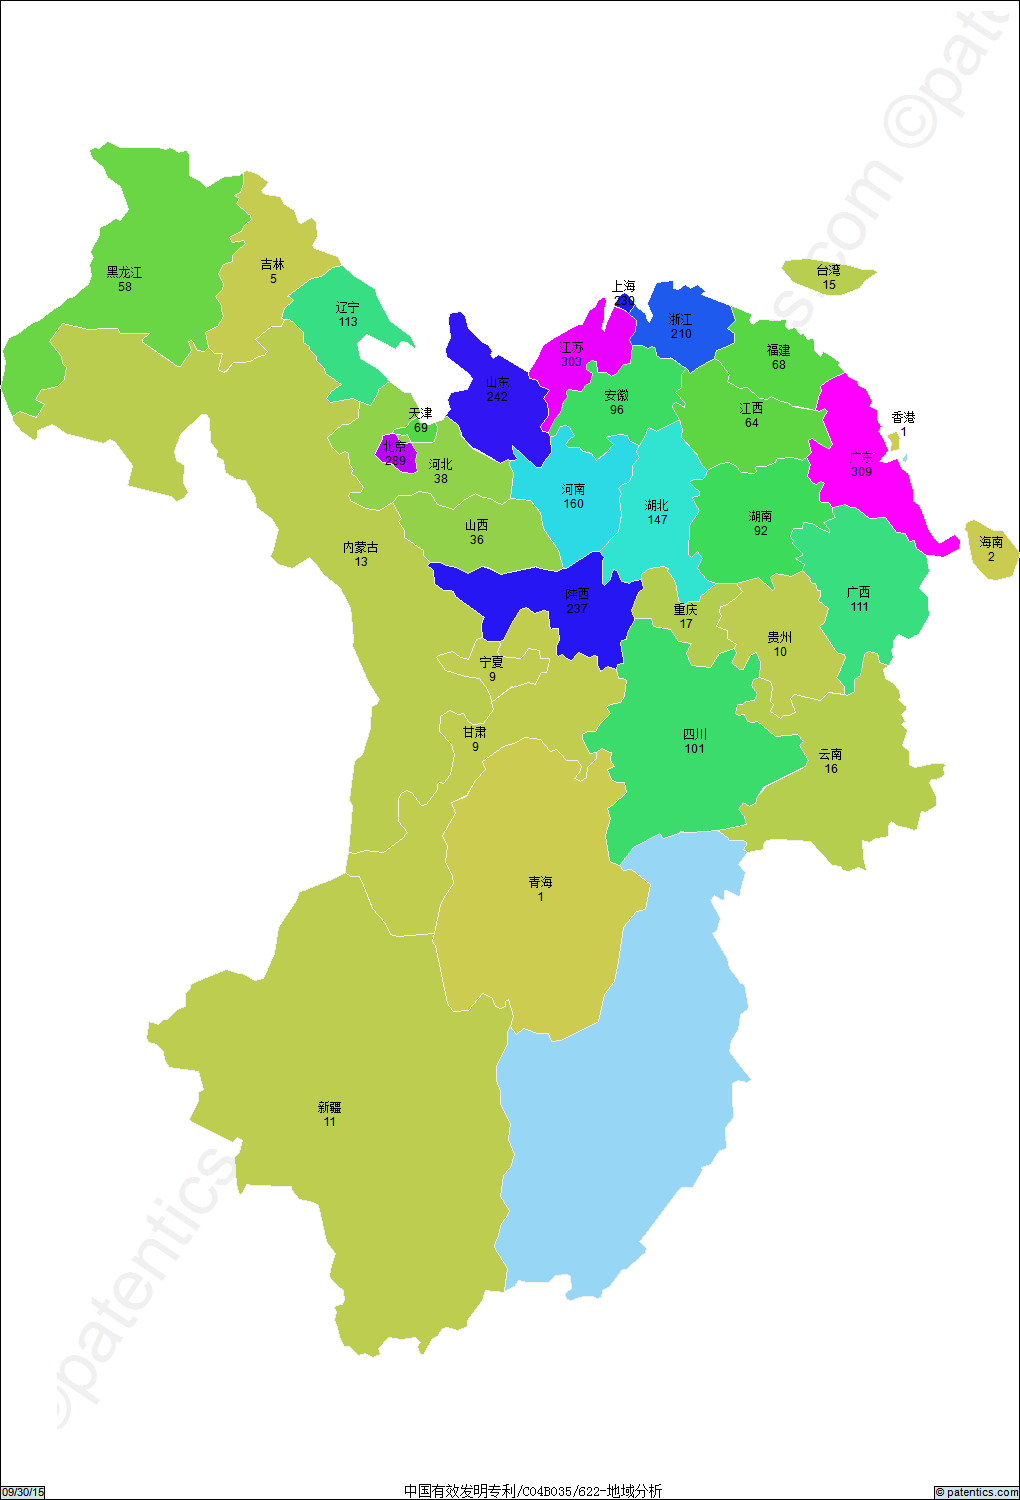 ©patentics.com ©patentics
黑龙江
58
吉林
5
辽宁
113
上海
230
台湾
15
浙江
210
江苏
303
福建
68
山东
242
安徽
96
江西
64
天津
69
香港
1
北京
289
河北
38
广东
309
河南
160
湖北
147
湖南
92
山西
36
海南
2
内蒙古
13
陕西
237
重庆
17
广西
111
贵州
10
宁夏
9
甘肃
9
四川
101
云南
16
青海
1
新疆
11
09/30/15
中国有效发明专利/C04B035/622-地域分析
© patentics.com